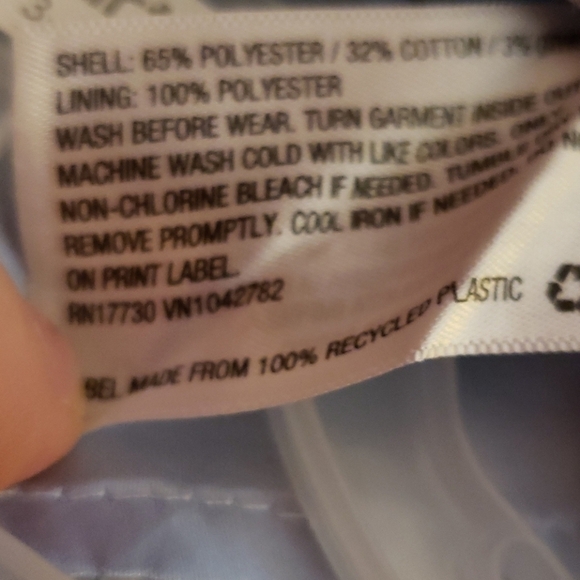 SHELL: 65% POLYESTER / 32% COTTON / 3%
LINING: 100% POLYESTER
WASH BEFORE WEAR. TURN GARMENT INSIDE
MACHINE WASH COLD WITH LIKE COLORS.
NON-CHLORINE BLEACH IF NEEDED.
REMOVE PROMPTLY. COOL IRON IF NEEDED.
ON PRINT LABEL.
RN17730 VN1042782
BEL MADE FROM 100% RECYCLED PLASTIC